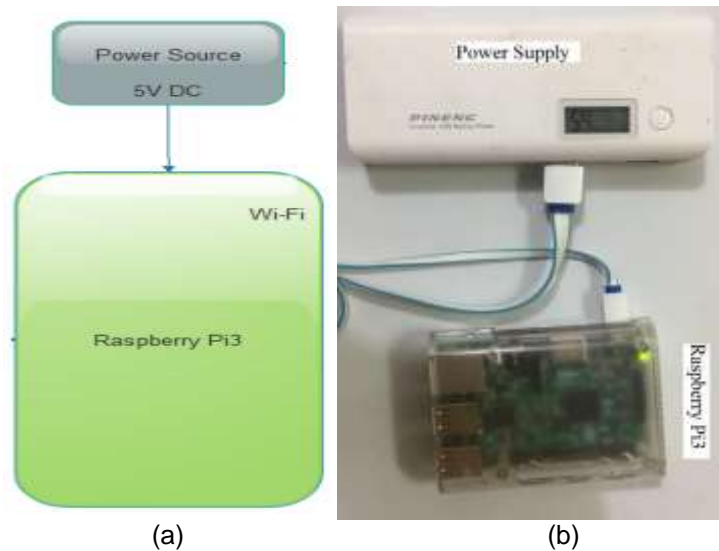 Power Source
5V DC
Wi-Fi
Raspberry Pi3
(a)
Power Supply
PINENG
Raspberry Pi3
(b)